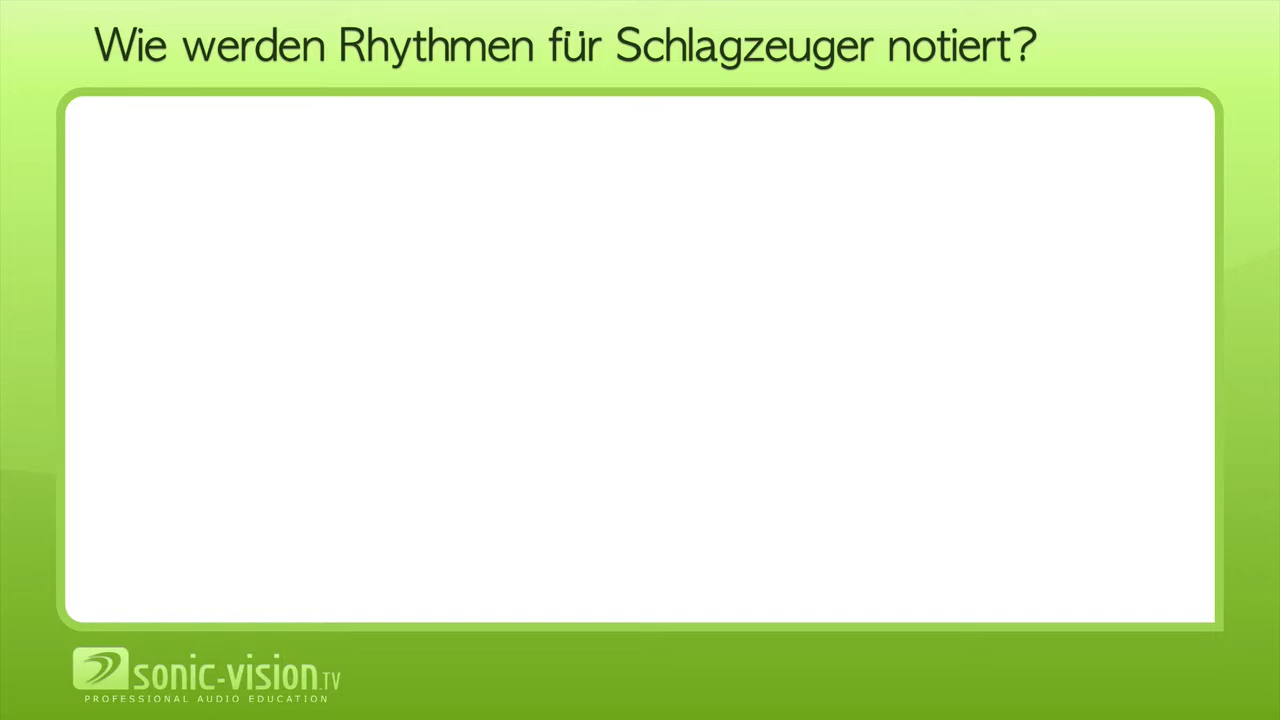 Wie werden Rhythmen für Schlagzeuger notiert?
sonic-vision.TV
PROFESSIONAL AUDIO EDUCATION